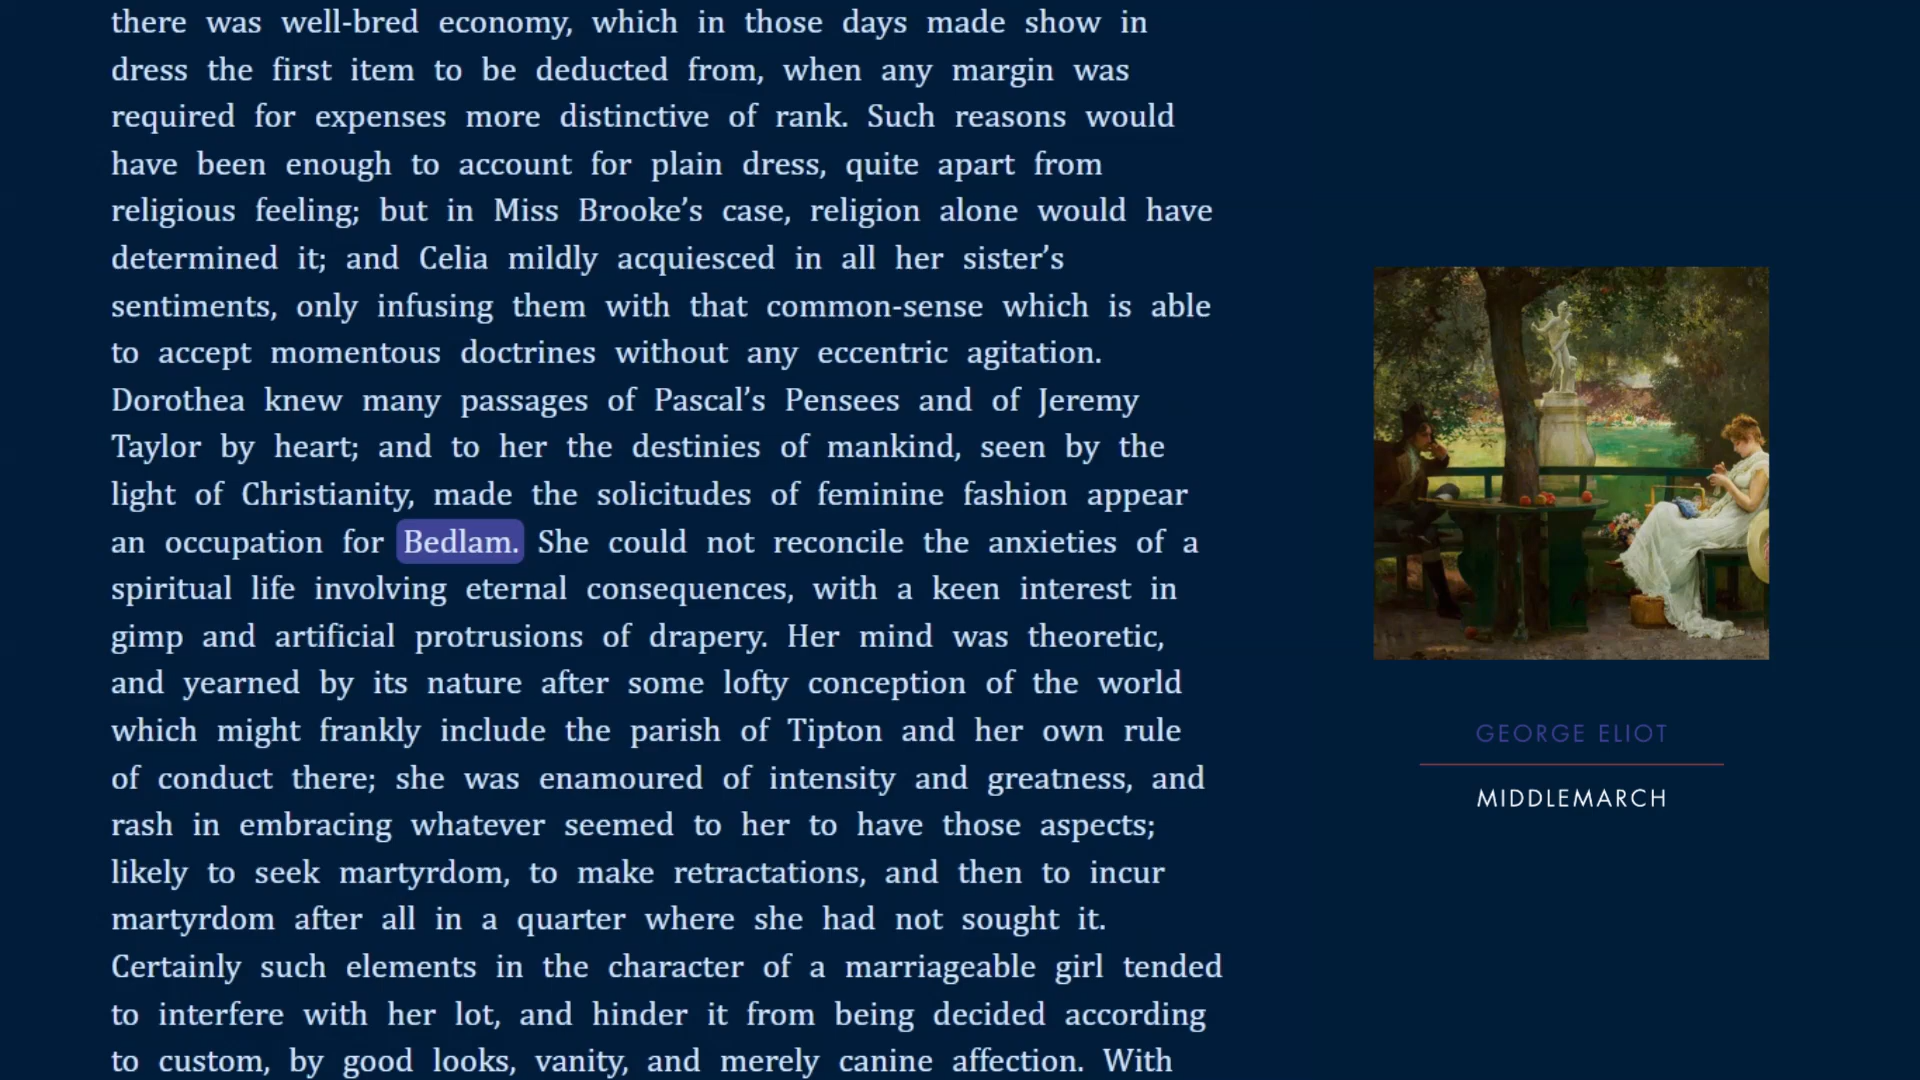 there was well-bred economy, which in those days made show in
dress the first item to be deducted from, when any margin was
required for expenses more distinctive of rank. Such reasons would
have been enough to account for plain dress, quite apart from
religious feeling; but in Miss Brooke’s case, religion alone would have
determined it; and Celia mildly acquiesced in all her sister’s
sentiments, only infusing them with that common-sense which is able
to accept momentous doctrines without any eccentric agitation.
Dorothea knew many passages of Pascal’s Pensees and of Jeremy
Taylor by heart; and to her the destinies of mankind, seen by the
light of Christianity, made the solicitudes of feminine fashion appear
an occupation for Bedlam. She could not reconcile the anxieties of a
spiritual life involving eternal consequences, with a keen interest in
gimp and artificial protrusions of drapery. Her mind was theoretic,
and yearned by its nature after some lofty conception of the world
which might frankly include the parish of Tipton and her own rule
of conduct there; she was enamoured of intensity and greatness, and
rash in embracing whatever seemed to her to have those aspects;
likely to seek martyrdom, to make retractations, and then to incur
martyrdom after all in a quarter where she had not sought it.
Certainly such elements in the character of a marriageable girl tended
to interfere with her lot, and hinder it from being decided according
to custom, by good looks, vanity, and merely canine affection. With
GEORGE ELIOT
MIDDLEMARCH